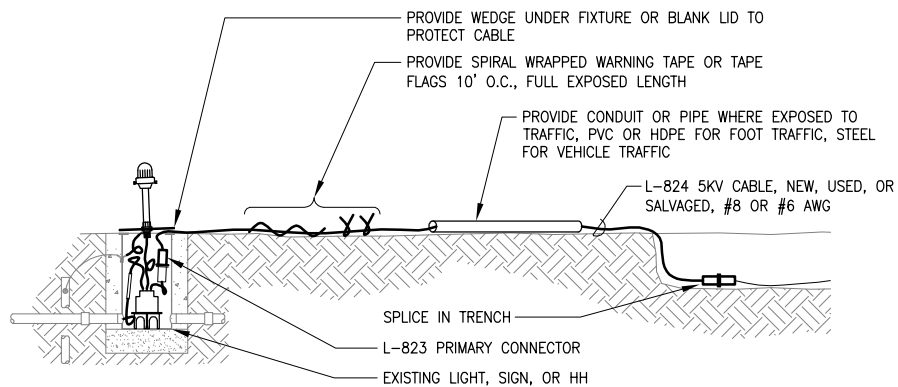 PROVIDE WEDGE UNDER FIXTURE OR BLANK LID TO
PROTECT CABLE
PROVIDE SPIRAL WRAPPED WARNING TAPE OR TAPE
FLAGS 10' O.C., FULL EXPOSED LENGTH
PROVIDE CONDUIT OR PIPE WHERE EXPOSED TO
TRAFFIC, PVC OR HDPE FOR FOOT TRAFFIC, STEEL
FOR VEHICLE TRAFFIC
L-824 5KV CABLE, NEW, USED, OR
SALVAGED, #8 OR #6 AWG
SPLICE IN TRENCH
L-823 PRIMARY CONNECTOR
EXISTING LIGHT, SIGN, OR HH